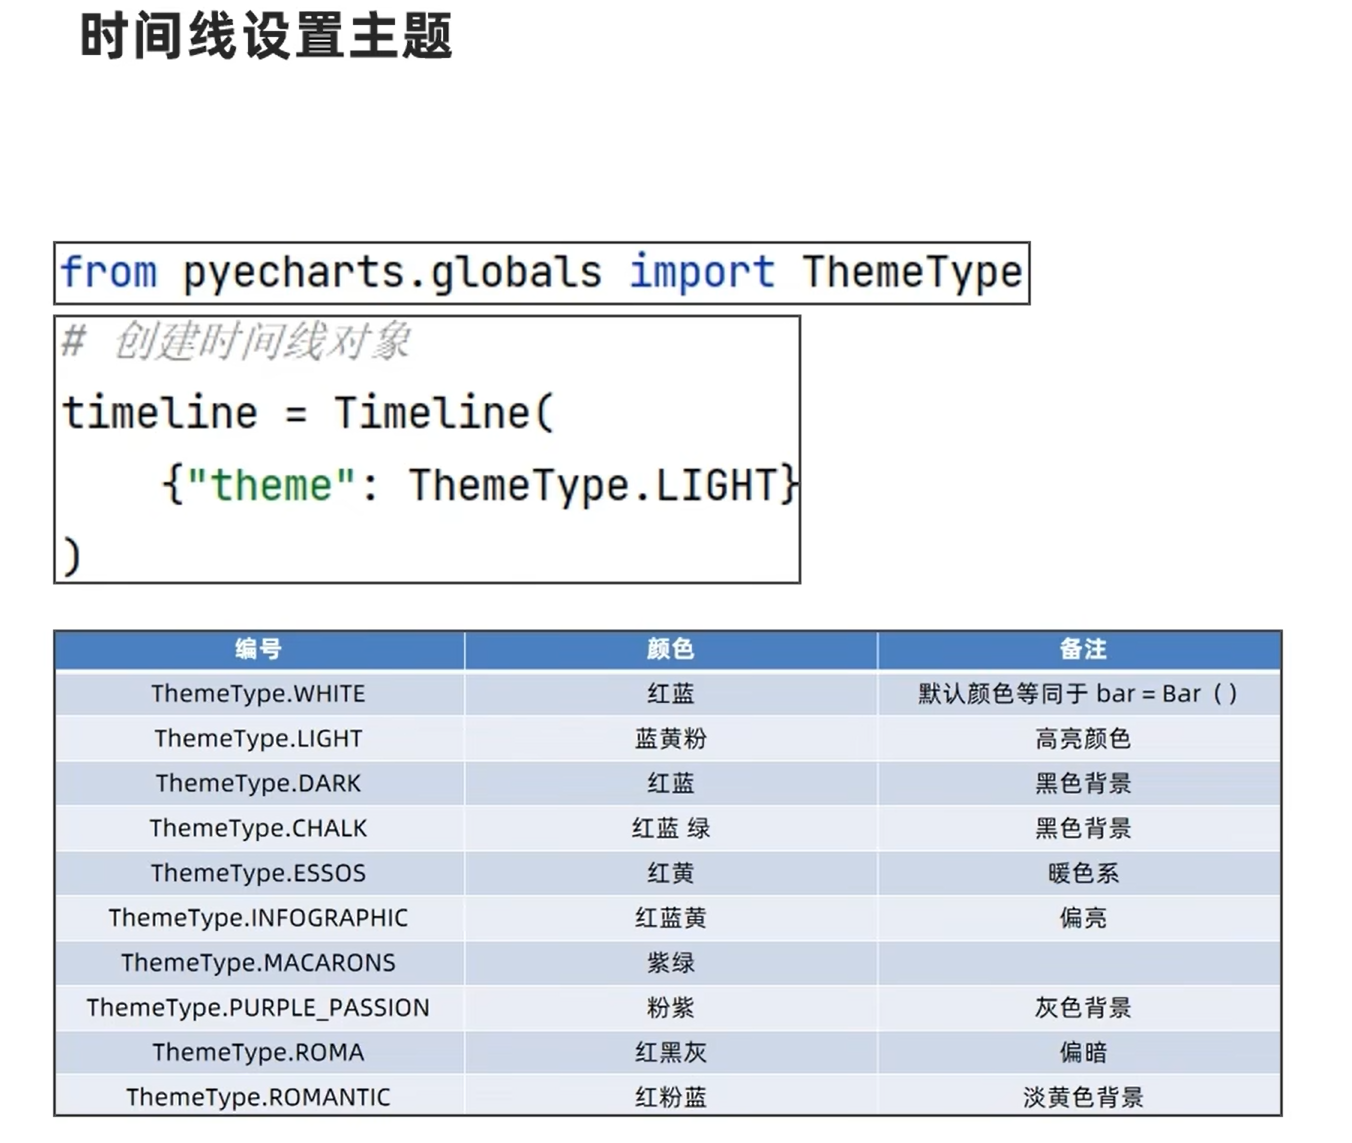 时间线设置主题
from pyecharts.globals import ThemeType
# 创建时间线对象
timeline = Timeline(
    {"theme": ThemeType.LIGHT}
)
编号 颜色 备注
ThemeType.WHITE 红蓝 默认颜色等同于 bar = Bar（）
ThemeType.LIGHT 蓝黄粉 高亮颜色
ThemeType.DARK 红蓝 黑色背景
ThemeType.CHALK 红蓝 绿 黑色背景
ThemeType.ESSOS 红黄 暖色系
ThemeType.INFOGRAPHIC 红蓝黄 偏亮
ThemeType.MACARONS 紫绿
ThemeType.PURPLE_PASSION 粉紫 灰色背景
ThemeType.ROMA 红黑灰 偏暗
ThemeType.ROMANTIC 红粉蓝 淡黄色背景